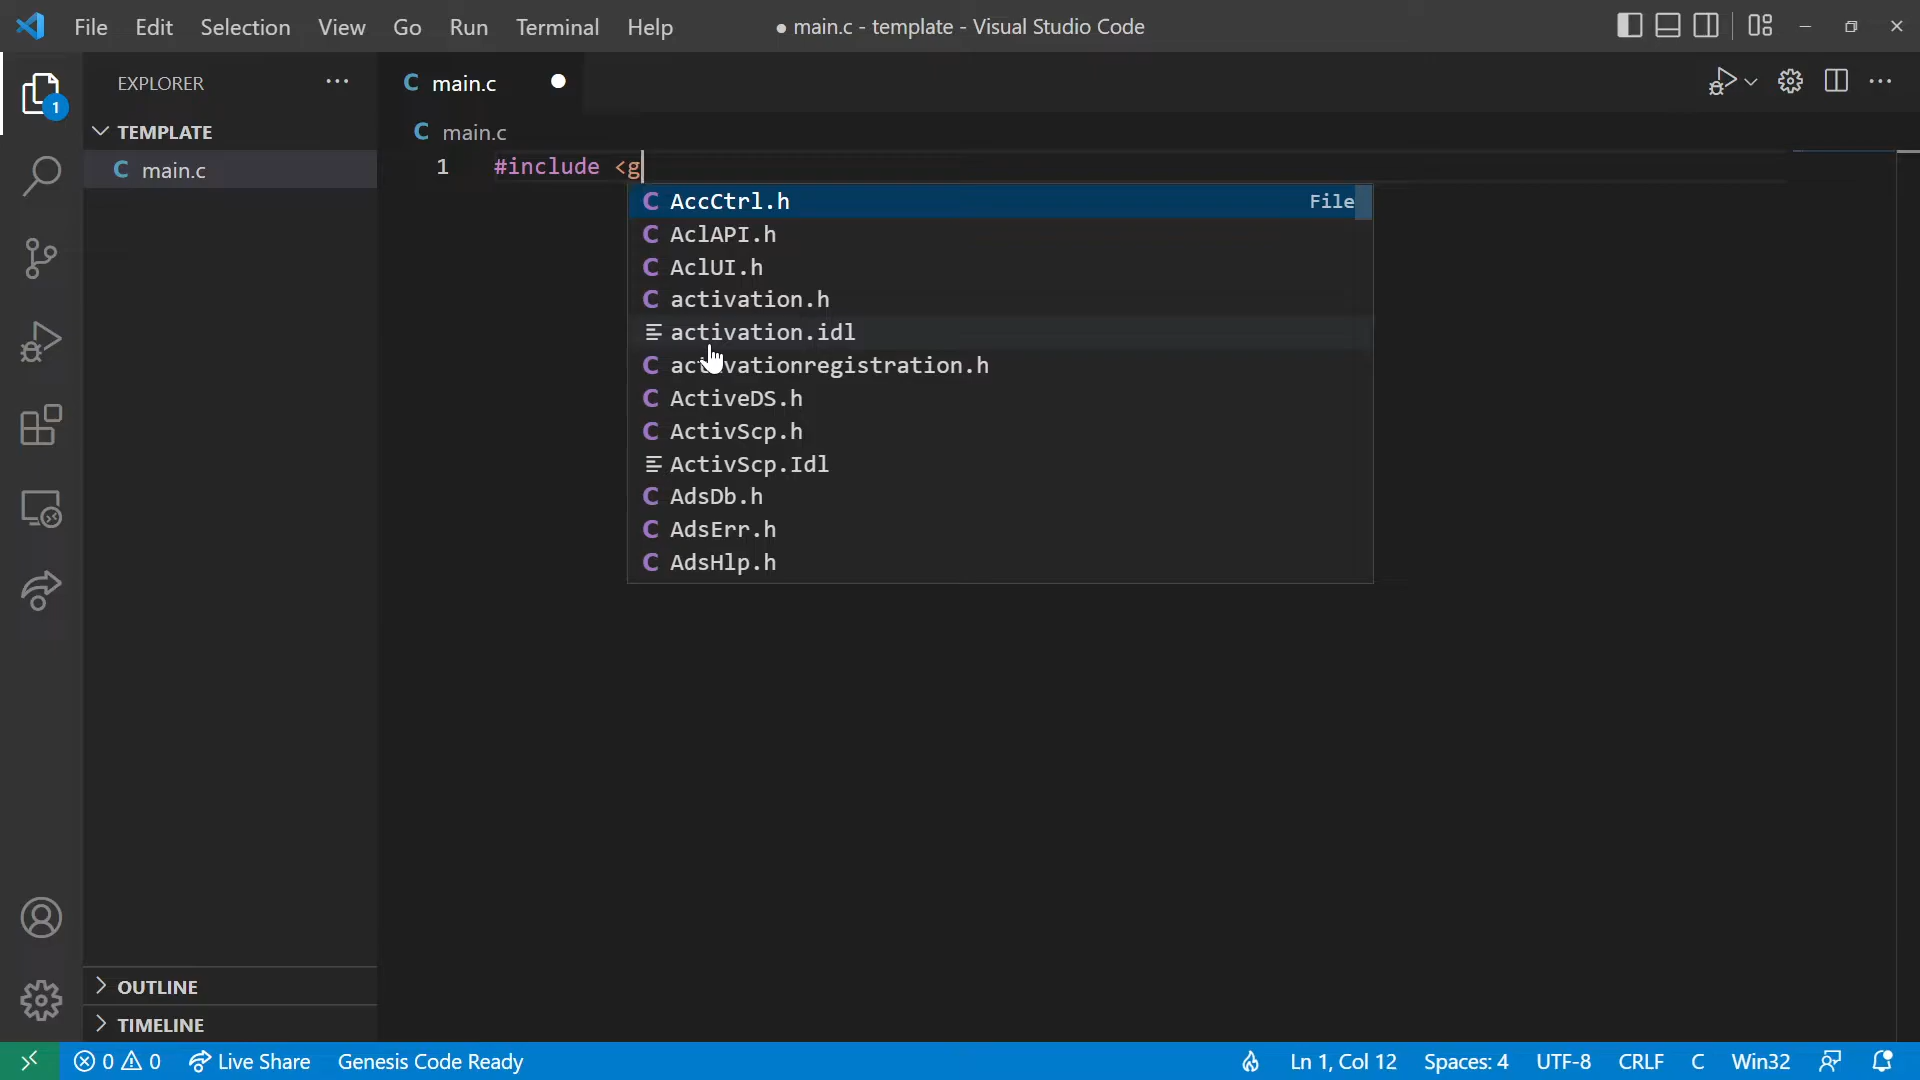 File Edit Selection View Go Run Terminal Help ● main.c - template - Visual Studio Code
EXPLORER
main.c
TEMPLATE
main.c
main.c
1 #include <g
AccCtrl.h File
AclAPI.h
AclUI.h
activation.h
activation.idl
activationregistration.h
ActiveDS.h
ActivScp.h
ActivScp.Idl
AdsDb.h
AdsErr.h
AdsHlp.h
1
OUTLINE
TIMELINE
0 0 Live Share Genesis Code Ready Ln 1, Col 12 Spaces: 4 UTF-8 CRLF C Win32